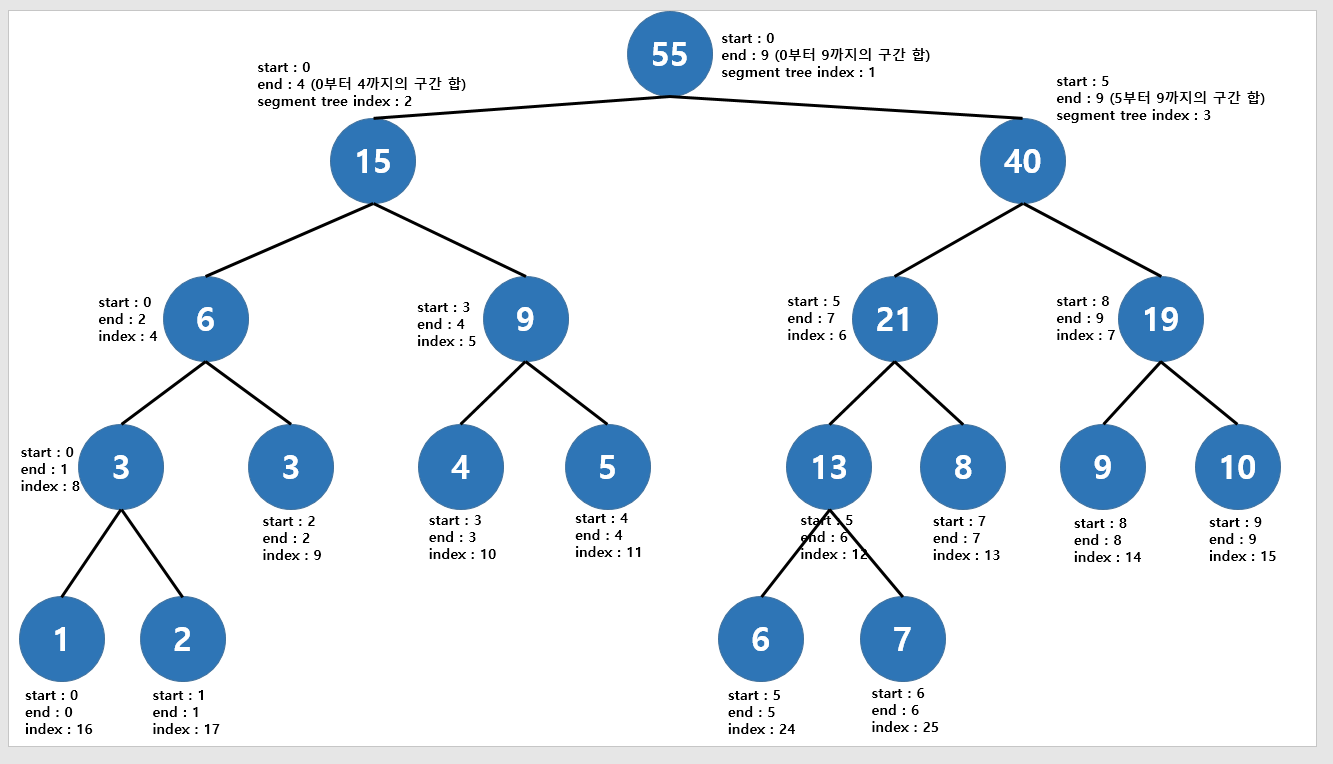 55
start : 0
end : 9 (0부터 9까지의 구간 합)
segment tree index : 1
start : 0
end : 4 (0부터 4까지의 구간 합)
segment tree index : 2
15
start : 5
end : 9 (5부터 9까지의 구간 합)
segment tree index : 3
40
start : 0
end : 2
index : 4
6
start : 3
end : 4
index : 5
9
start : 5
end : 7
index : 6
21
start : 8
end : 9
index : 7
19
start : 0
end : 1
index : 8
3
3
start : 2
end : 2
index : 9
4
start : 3
end : 3
index : 10
5
start : 4
end : 4
index : 11
13
start : 5
end : 6
index : 12
8
start : 7
end : 7
index : 13
9
start : 8
end : 8
index : 14
10
start : 9
end : 9
index : 15
1
start : 0
end : 0
index : 16
2
start : 1
end : 1
index : 17
6
start : 5
end : 5
index : 24
7
start : 6
end : 6
index : 25